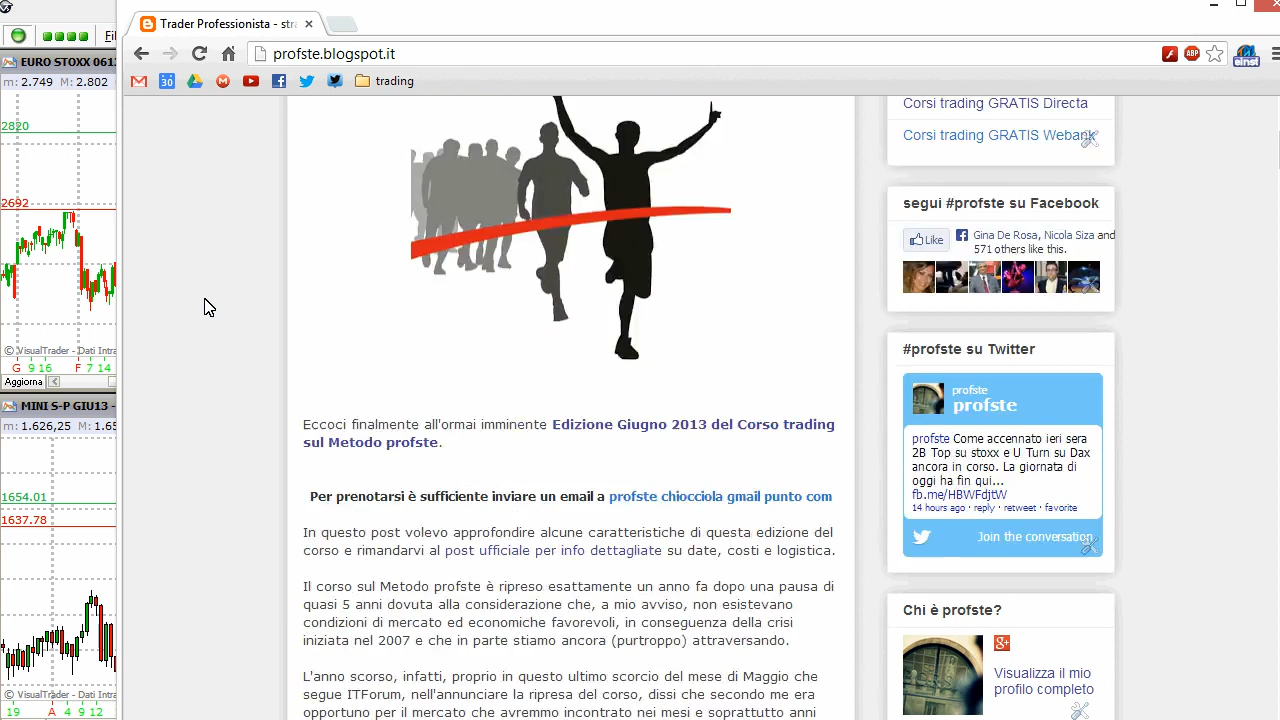 Trader Professionista - stra
profste.blogspot.it
ABP
30
trading
EURO STOXX 061
m: 2.749 M: 2.802
2820
2692
© VisualTrader - Dati Intra
G 9 16 F 7 14
Aggiorna
MINI S-P GIU13 -
m: 1.626,25 M: 1.65
1654.01
1637.78
© VisualTrader - Dati Intra
19 A 4 9 12
Eccoci finalmente all'ormai imminente Edizione Giugno 2013 del Corso trading
sul Metodo profste.
Per prenotarsi è sufficiente inviare un email a profste chiocciola gmail punto com
In questo post volevo approfondire alcune caratteristiche di questa edizione del
corso e rimandarvi al post ufficiale per info dettagliate su date, costi e logistica.
Il corso sul Metodo profste è ripreso esattamente un anno fa dopo una pausa di
quasi 5 anni dovuta alla considerazione che, a mio avviso, non esistevano
condizioni di mercato ed economiche favorevoli, in conseguenza della crisi
iniziata nel 2007 e che in parte stiamo ancora (purtroppo) attraversando.
L'anno scorso, infatti, proprio in questo ultimo scorcio del mese di Maggio che
segue ITForum, nell'annunciare la ripresa del corso, dissi che secondo me era
opportuno per il mercato che avremmo incontrato nei mesi e soprattutto anni
Corsi trading GRATIS Directa
Corsi trading GRATIS Webank
segui #profste su Facebook
Like
Gina De Rosa, Nicola Siza and
571 others like this.
#profste su Twitter
profste
profste
profste Come accennato ieri sera
2B Top su stoxx e U Turn su Dax
ancora in corso. La giornata di
oggi ha fin qui...
fb.me/HBWFdjtW
14 hours ago · reply · retweet · favorite
Join the conversation
Chi è profste?
Visualizza il mio
profilo completo